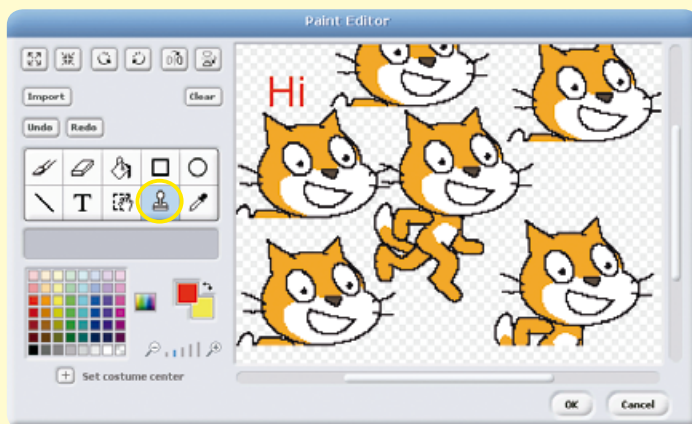 Paint Editor
Import
Clear
Undo
Redo
T
Set costume center
Hi
OK
Cancel